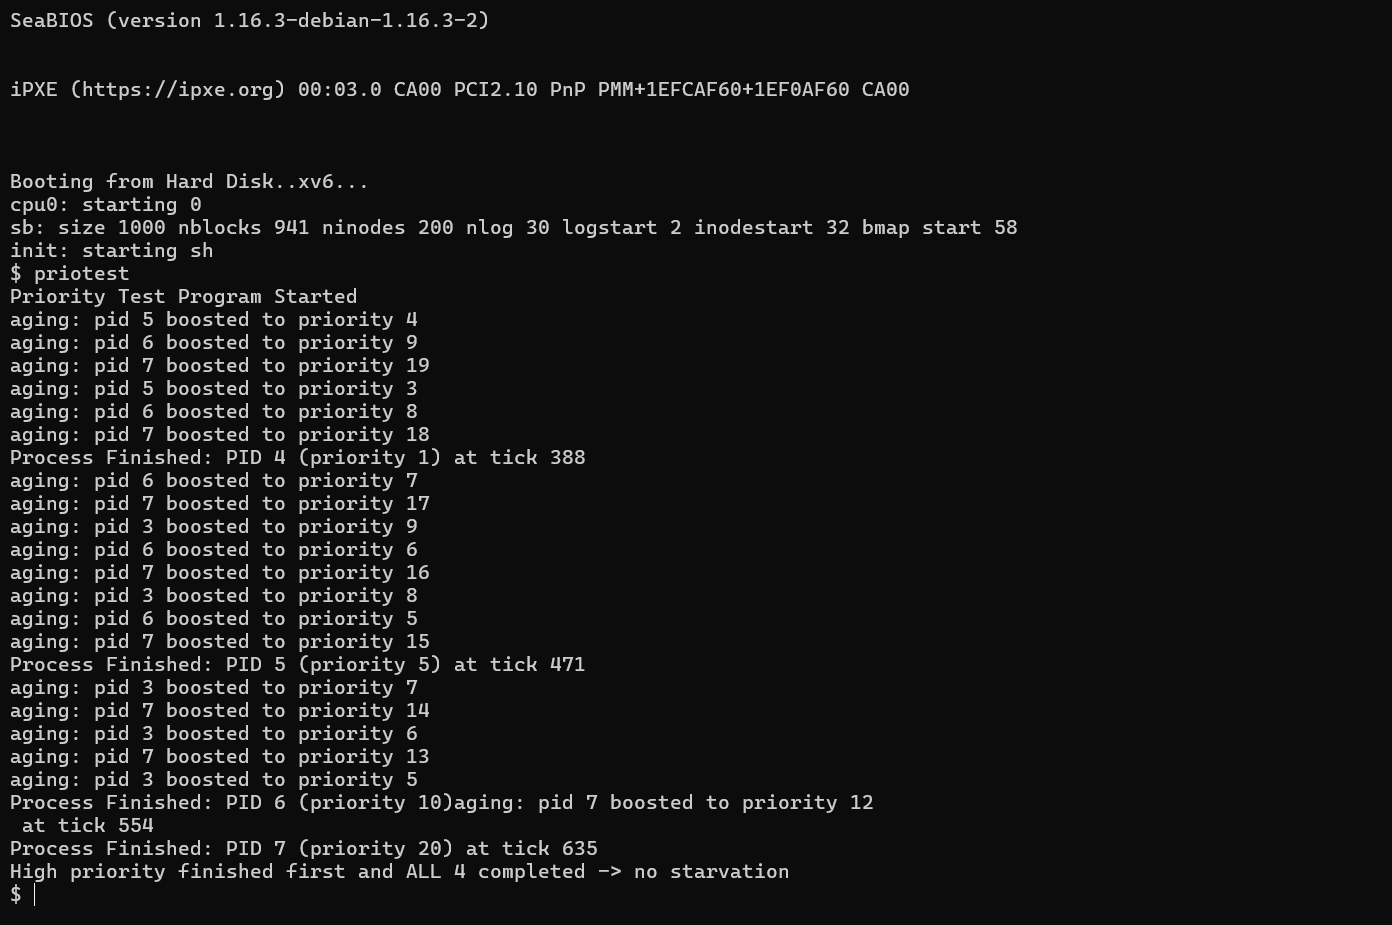 SeaBIOS (version 1.16.3-debian-1.16.3-2)
iPXE (https://ipxe.org) 00:03.0 CA00 PCI2.10 PnP PMM+1EFCAF60+1EF0AF60 CA00
Booting from Hard Disk..xv6...
cpu0: starting 0
sb: size 1000 nblocks 941 ninodes 200 nlog 30 logstart 2 inodestart 32 bmap start 58
init: starting sh
$ priotest
Priority Test Program Started
aging: pid 5 boosted to priority 4
aging: pid 6 boosted to priority 9
aging: pid 7 boosted to priority 19
aging: pid 5 boosted to priority 3
aging: pid 6 boosted to priority 8
aging: pid 7 boosted to priority 18
Process Finished: PID 4 (priority 1) at tick 388
aging: pid 6 boosted to priority 7
aging: pid 7 boosted to priority 17
aging: pid 3 boosted to priority 9
aging: pid 6 boosted to priority 6
aging: pid 7 boosted to priority 16
aging: pid 3 boosted to priority 8
aging: pid 6 boosted to priority 5
aging: pid 7 boosted to priority 15
Process Finished: PID 5 (priority 5) at tick 471
aging: pid 3 boosted to priority 7
aging: pid 7 boosted to priority 14
aging: pid 3 boosted to priority 6
aging: pid 7 boosted to priority 13
aging: pid 3 boosted to priority 5
Process Finished: PID 6 (priority 10)aging: pid 7 boosted to priority 12
 at tick 554
Process Finished: PID 7 (priority 20) at tick 635
High priority finished first and ALL 4 completed -> no starvation
$